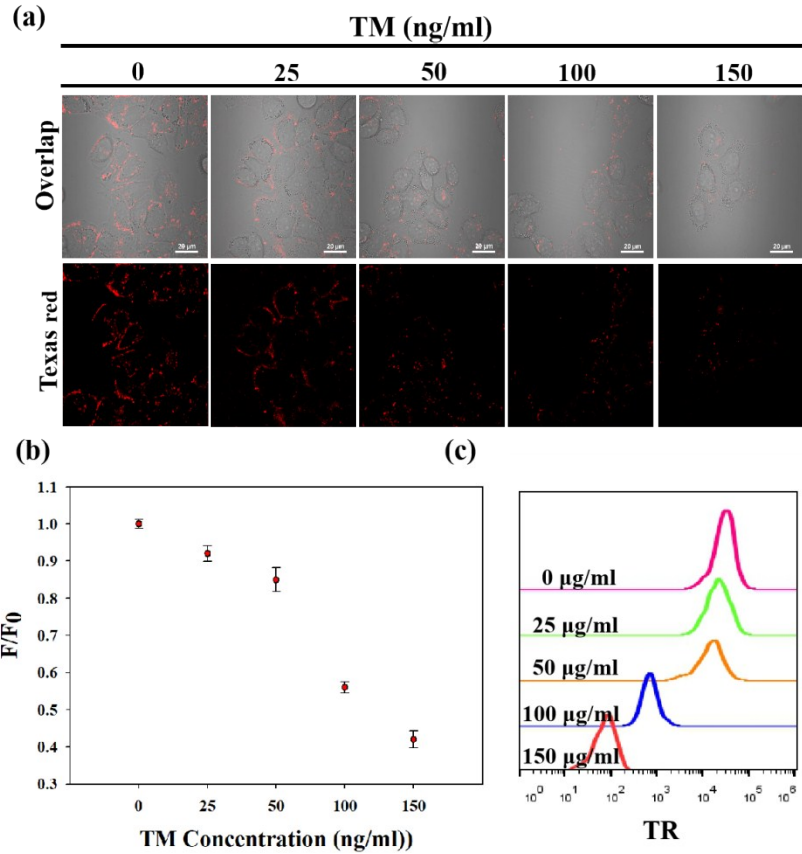 (a)
TM (ng/ml)
0 25 50 100 150
Overlap
20 μm 20 μm 20 μm 20 μm 20 μm
Texas red
(b)
1.1
1.0
0.9
0.8
0.7
0.6
0.5
0.4
0.3
F/F0
0 25 50 100 150
TM Concentration (ng/ml))
(c)
0 µg/ml
25 µg/ml
50 µg/ml
100 µg/ml
150 µg/ml
10^0 10^1 10^2 10^3 10^4 10^5 10^6
TR